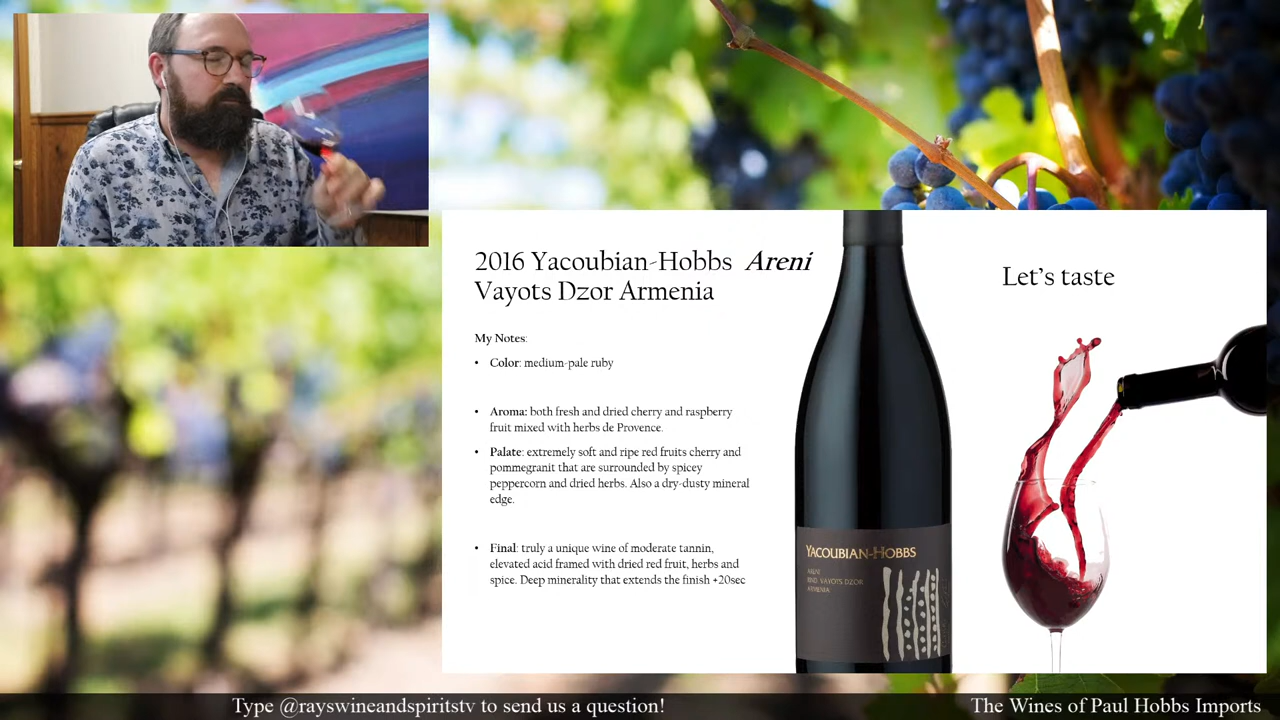 2016 Yacoubian-Hobbs Areni
Vayots Dzor Armenia
My Notes:
• Color: medium-pale ruby
• Aroma: both fresh and dried cherry and raspberry
fruit mixed with herbs de Provence.
• Palate: extremely soft and ripe red fruits cherry and
pommegranit that are surrounded by spicey
peppercorn and dried herbs. Also a dry-dusty mineral
edge.
• Final: truly a unique wine of moderate tannin,
elevated acid framed with dried red fruit, herbs and
spice. Deep minerality that extends the finish +20sec
Let's taste
YACOUBIAN-HOBBS
ARENI
VAYOTS DZOR
ARMENIA
Type @rayswineandspiritstv to send us a question!
The Wines of Paul Hobbs Imports